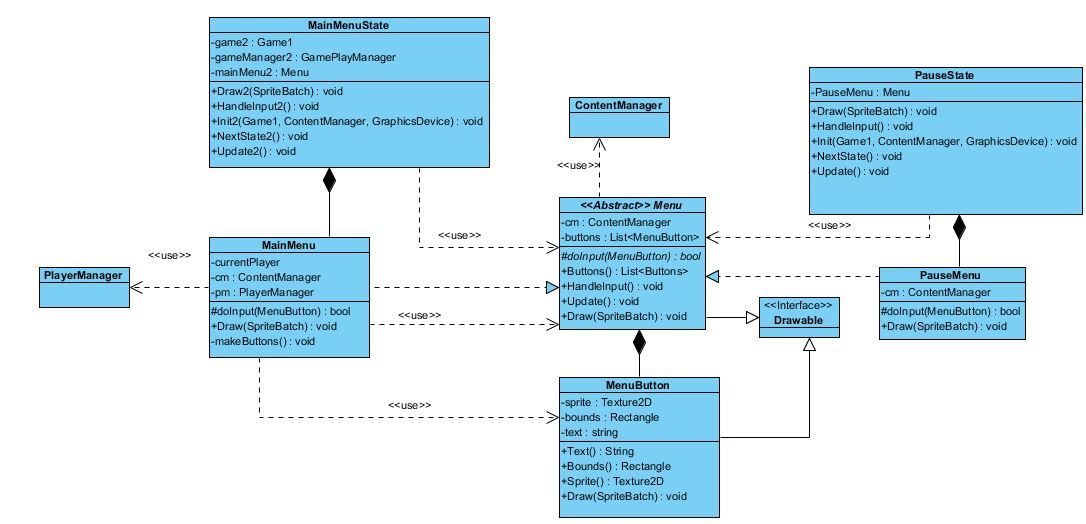 MainMenuState
-game2 : Game1
-gameManager2 : GamePlayManager
-mainMenu2 : Menu
+Draw2(SpriteBatch) : void
+HandleInput2() : void
+Init2(Game1, ContentManager, GraphicsDevice) : void
+NextState2() : void
+Update2() : void
ContentManager
PauseState
-PauseMenu : Menu
+Draw(SpriteBatch) : void
+HandleInput() : void
+Init(Game1, ContentManager, GraphicsDevice) : void
+NextState() : void
+Update() : void
<<use>>
<<use>>
<<use>>
<<use>>
PlayerManager
MainMenu
-currentPlayer
-cm : ContentManager
-pm : PlayerManager
#doInput(MenuButton) : bool
+Draw(SpriteBatch) : void
-makeButtons() : void
<<Abstract>> Menu
-cm : ContentManager
-buttons : List<MenuButton>
#doInput(MenuButton) : bool
+Buttons() : List<Buttons>
+HandleInput() : void
+Update() : void
+Draw(SpriteBatch) : void
PauseMenu
-cm : ContentManager
#doInput(MenuButton) : bool
+Draw(SpriteBatch) : void
<<Interface>>
Drawable
<<use>>
<<use>>
MenuButton
-sprite : Texture2D
-bounds : Rectangle
-text : string
+Text() : String
+Bounds() : Rectangle
+Sprite() : Texture2D
+Draw(SpriteBatch) : void